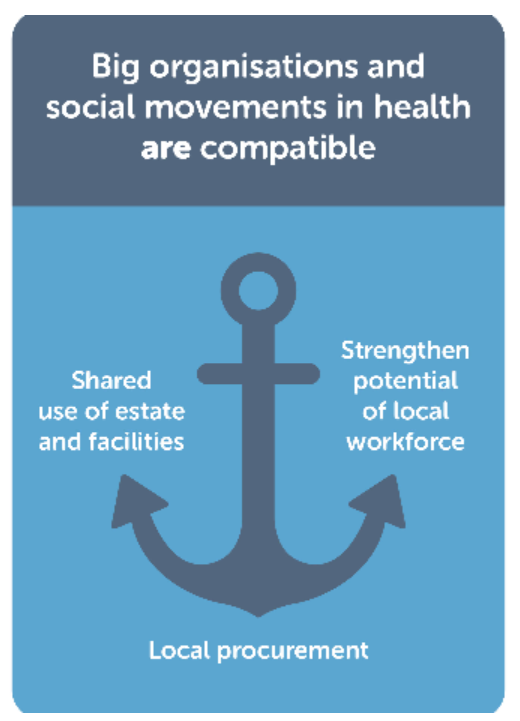 Big organisations and
social movements in health
are compatible
Shared
use of estate
and facilities
Strengthen
potential
of local
workforce
Local procurement